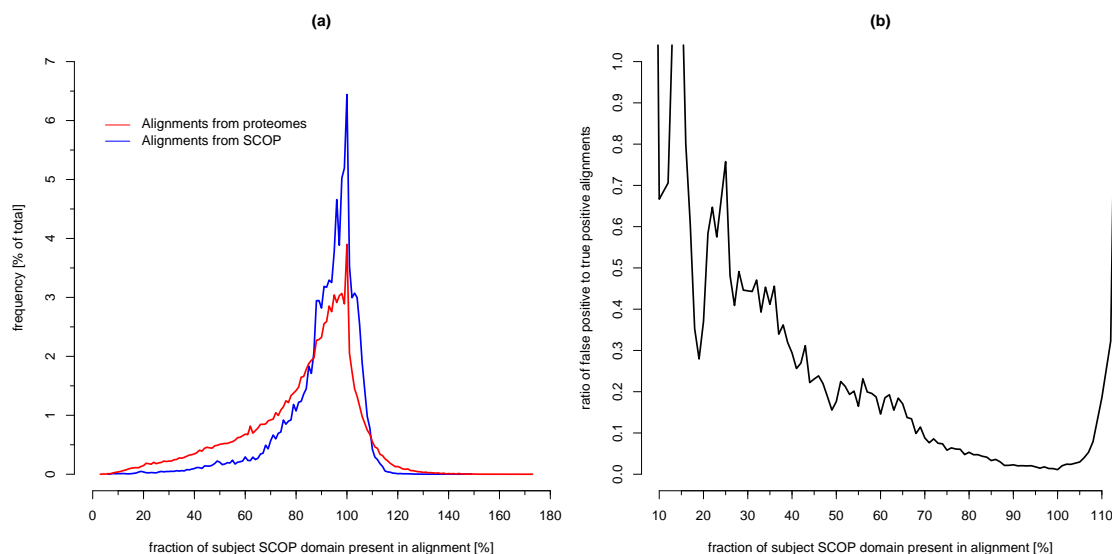 (a)
frequency [% of total]
7
6
5
4
3
2
1
0
Alignments from proteomes
Alignments from SCOP
0 20 40 60 80 100 120 140 160 180
fraction of subject SCOP domain present in alignment [%]
(b)
ratio of false positive to true positive alignments
1.0
0.9
0.8
0.7
0.6
0.5
0.4
0.3
0.2
0.1
0.0
10 20 30 40 50 60 70 80 90 100 110
fraction of subject SCOP domain present in alignment [%]